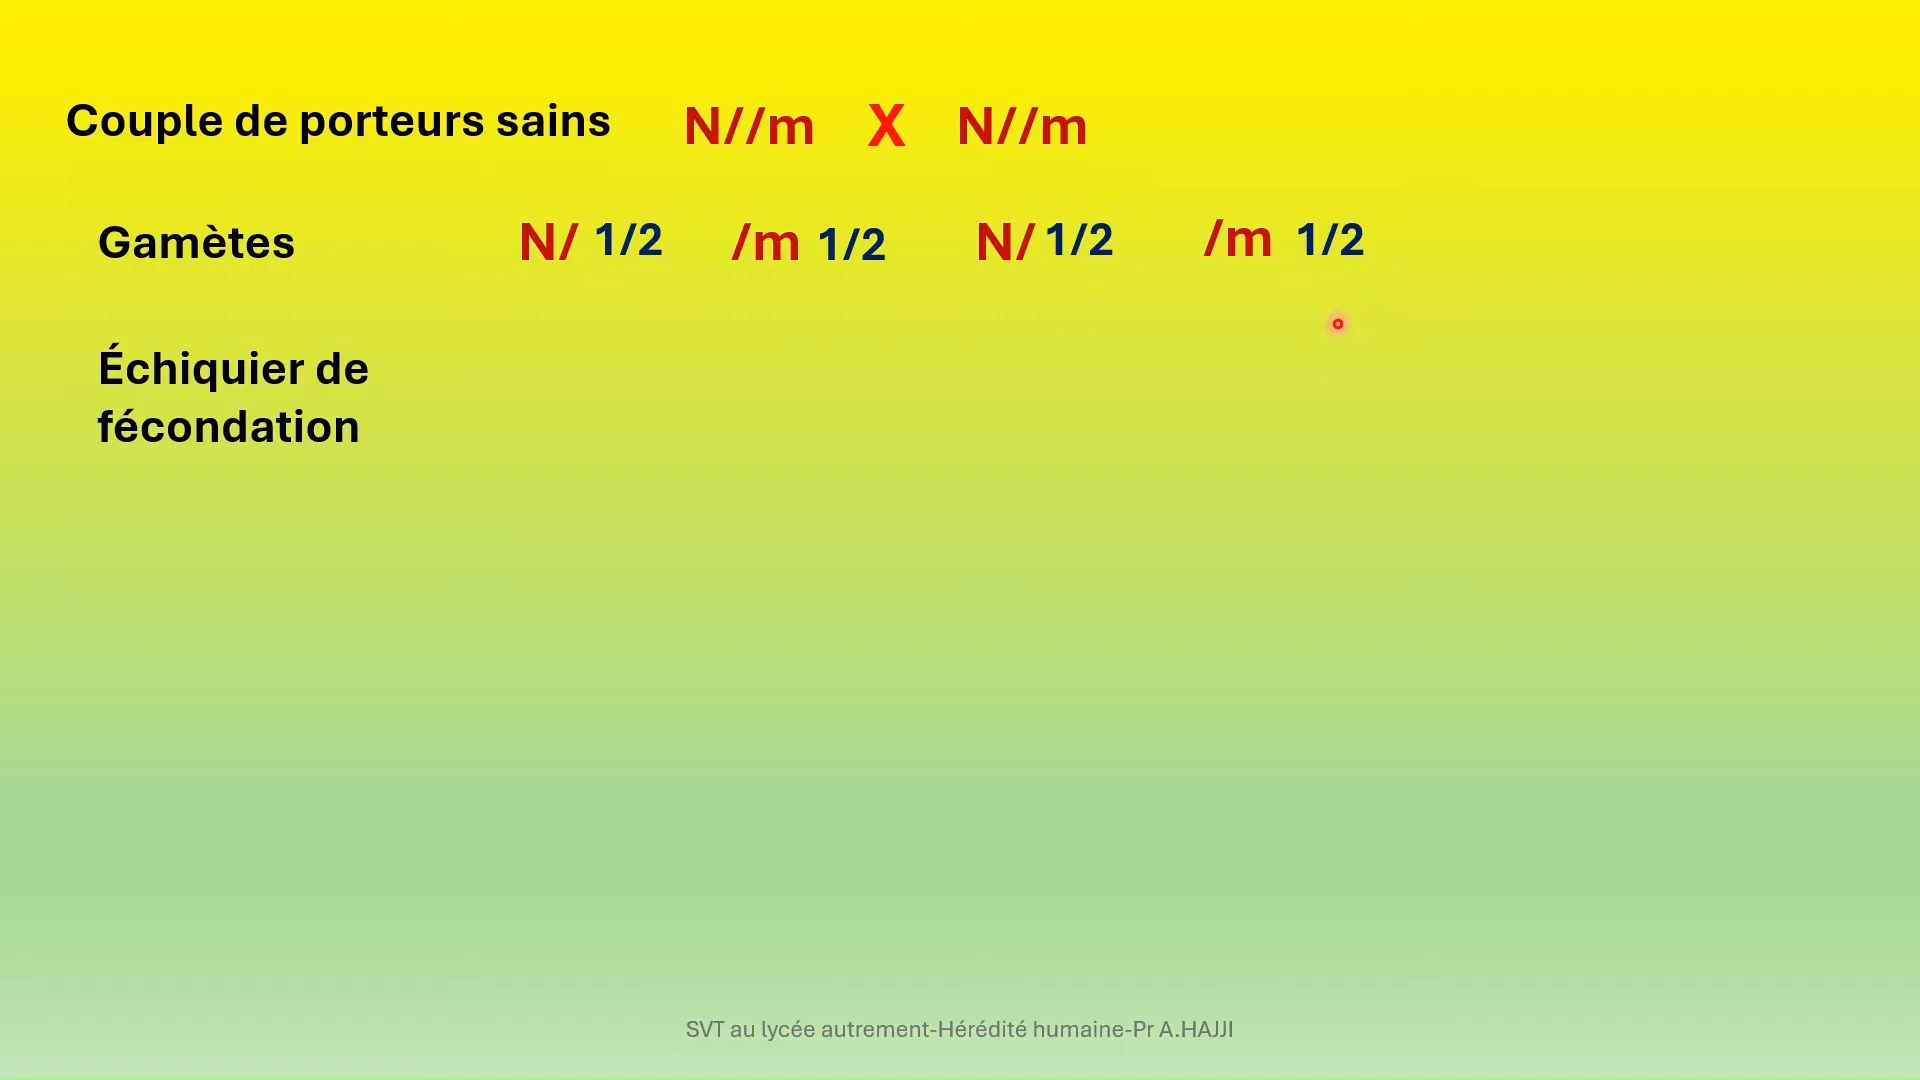 Couple de porteurs sains N//m X N//m
Gamètes N/ 1/2 /m 1/2 N/ 1/2 /m 1/2
Échiquier de
fécondation
SVT au lycée autrement-Hérédité humaine-Pr A.HAJJI